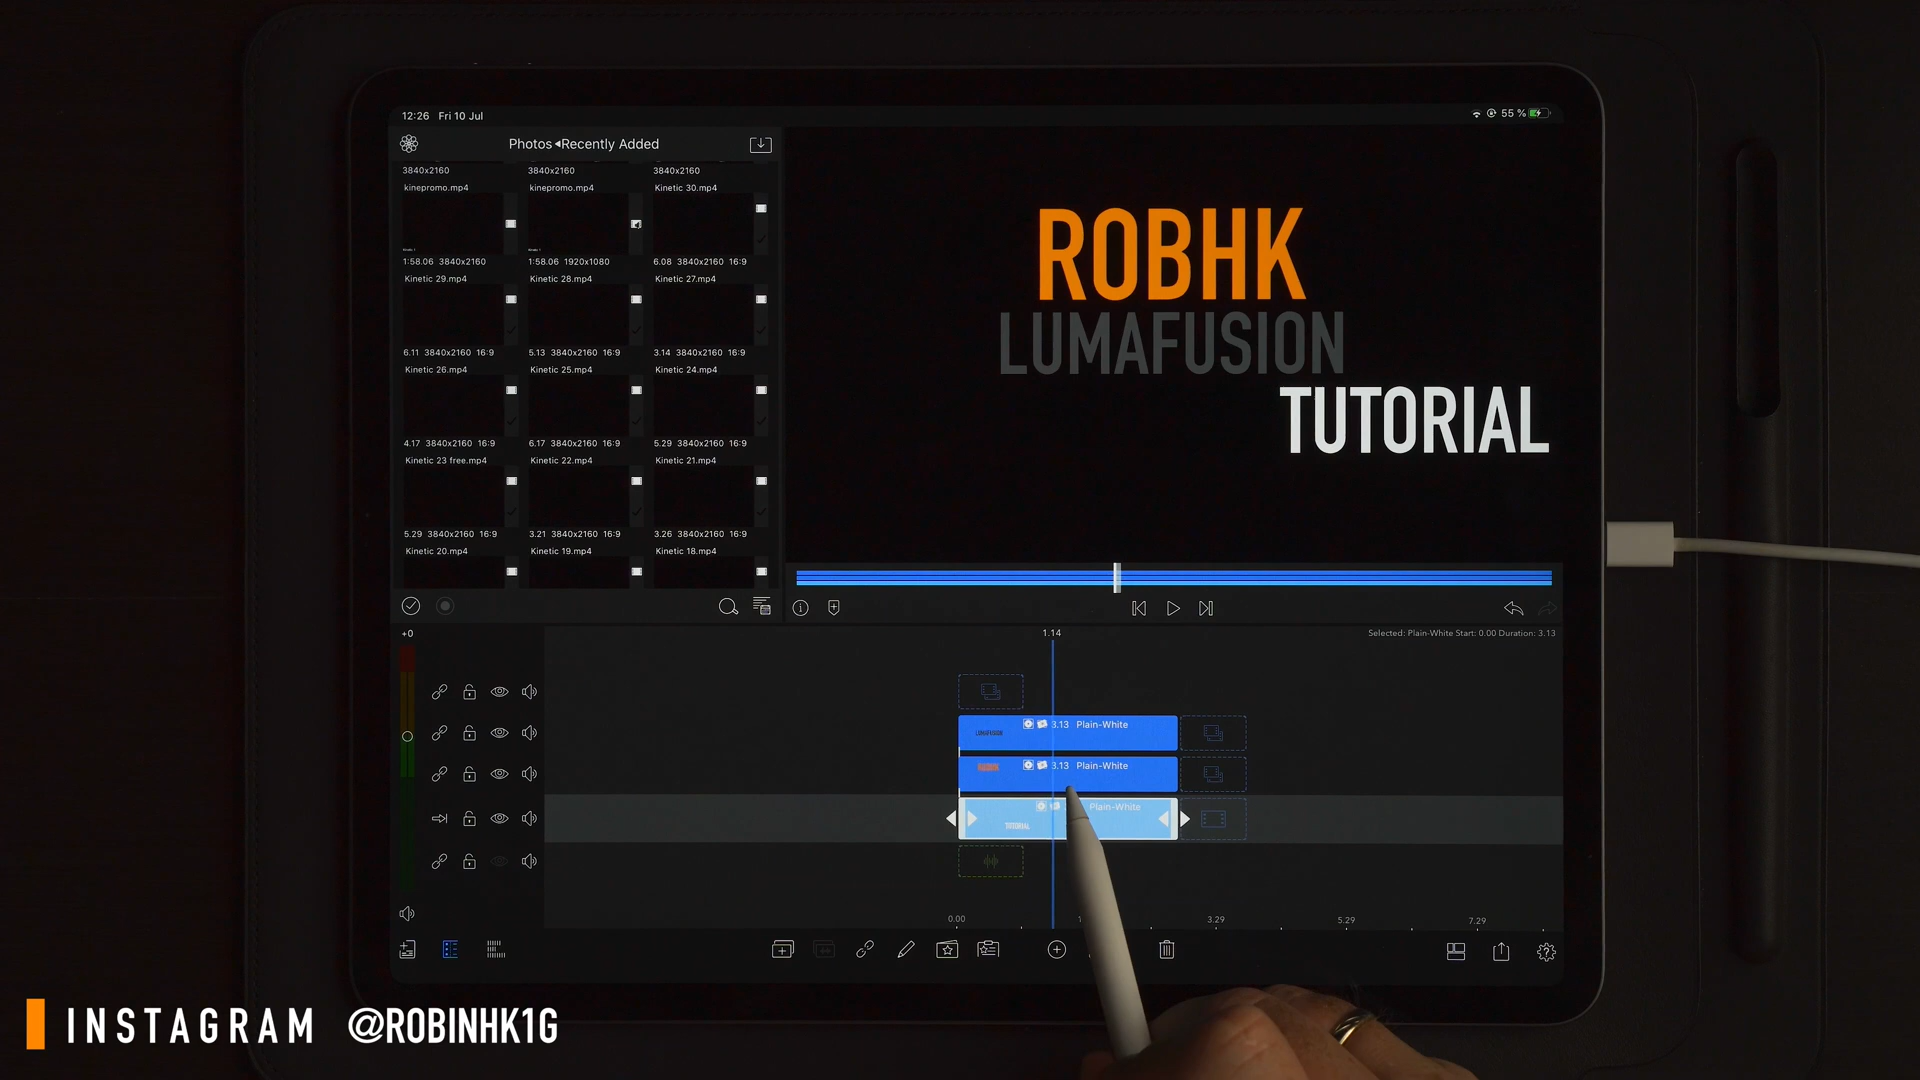 12:26 Fri 10 Jul
55 %
Photos◂Recently Added
3840x2160 3840x2160 3840x2160
kinepromo.mp4 kinepromo.mp4 Kinetic 30.mp4
1:58.06 3840x2160 1:58.06 1920x1080 6.08 3840x2160 16:9
Kinetic 29.mp4 Kinetic 28.mp4 Kinetic 27.mp4
6.11 3840x2160 16:9 5.13 3840x2160 16:9 3.14 3840x2160 16:9
Kinetic 26.mp4 Kinetic 25.mp4 Kinetic 24.mp4
4.17 3840x2160 16:9 6.17 3840x2160 16:9 5.29 3840x2160 16:9
Kinetic 23 free.mp4 Kinetic 22.mp4 Kinetic 21.mp4
5.29 3840x2160 16:9 3.21 3840x2160 16:9 3.26 3840x2160 16:9
Kinetic 20.mp4 Kinetic 19.mp4 Kinetic 18.mp4
ROBHK
LUMAFUSION
TUTORIAL
+0
1.14
Selected: Plain-White Start: 0.00 Duration: 3.13
3.13 Plain-White
LUMAFUSION
3.13 Plain-White
ROBHK
Plain-White
TUTORIAL
0.00 3.29 5.29 7.29
INSTAGRAM @ROBINHK1G